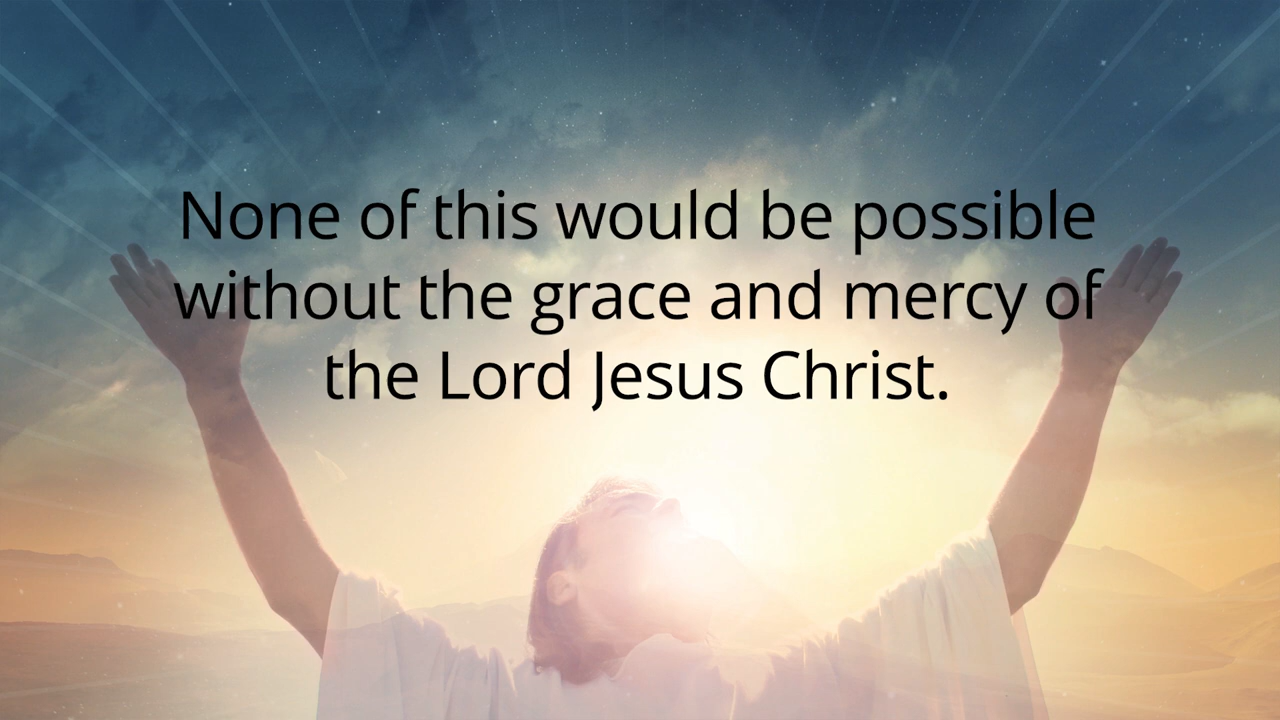 None of this would be possible
without the grace and mercy of
the Lord Jesus Christ.